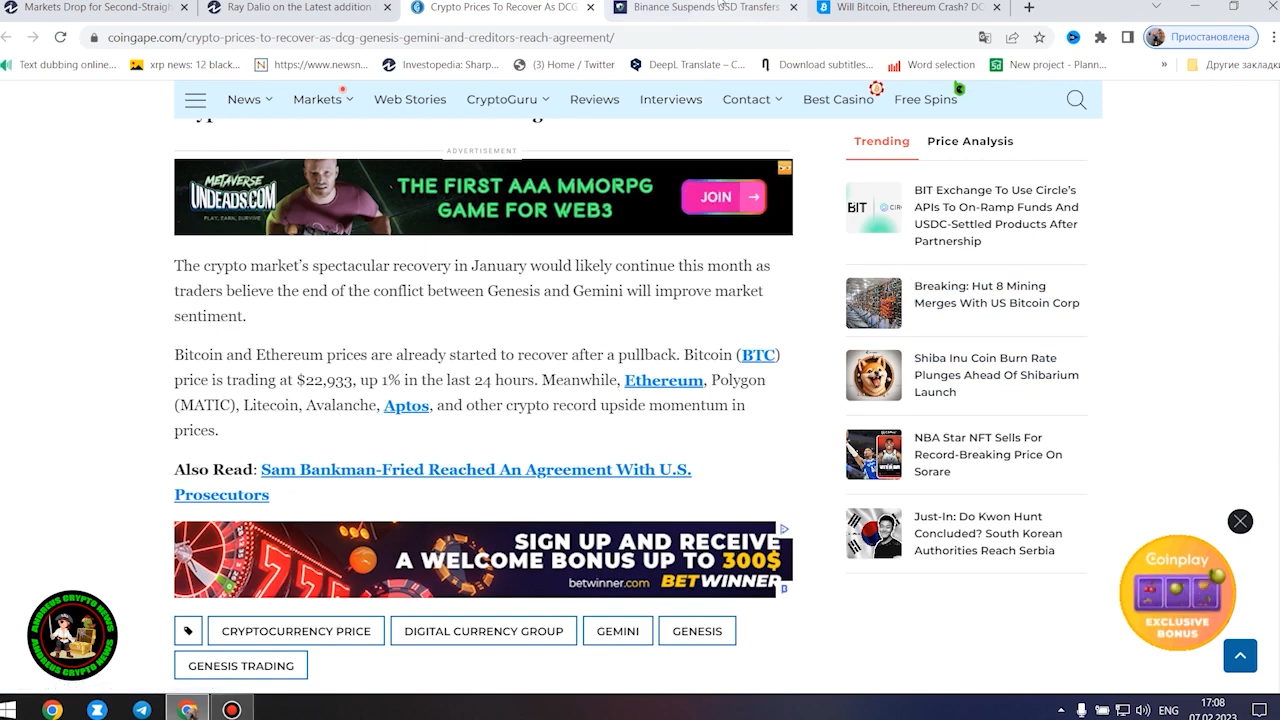 Markets Drop for Second-Straigh
Ray Dalio on the Latest addition
Crypto Prices To Recover As DCG,
Binance Suspends USD Transfers
Will Bitcoin, Ethereum Crash? DC
coingape.com/crypto-prices-to-recover-as-dcg-genesis-gemini-and-creditors-reach-agreement/
Приостановлена
Text dubbing online...
xrp news: 12 black...
https://www.newsn...
Investopedia: Sharp...
(3) Home / Twitter
DeepL Translate – C...
Download subtitles...
Word selection
New project - Plann...
»
Другие закладки
News
Markets
Web Stories
CryptoGuru
Reviews
Interviews
Contact
Best Casino
Free Spins
ADVERTISEMENT
METAVERSE
UNDEADS.COM
PLAY, EARN, SURVIVE
THE FIRST AAA MMORPG
GAME FOR WEB3
JOIN
The crypto market's spectacular recovery in January would likely continue this month as
traders believe the end of the conflict between Genesis and Gemini will improve market
sentiment.
Bitcoin and Ethereum prices are already started to recover after a pullback. Bitcoin (BTC)
price is trading at $22,933, up 1% in the last 24 hours. Meanwhile, Ethereum, Polygon
(MATIC), Litecoin, Avalanche, Aptos, and other crypto record upside momentum in
prices.
Also Read: Sam Bankman-Fried Reached An Agreement With U.S.
Prosecutors
SIGN UP AND RECEIVE
A WELCOME BONUS UP TO 300$
betwinner.com BETWINNER
CRYPTOCURRENCY PRICE
DIGITAL CURRENCY GROUP
GEMINI
GENESIS
GENESIS TRADING
Trending
Price Analysis
BIT
CIR
BIT Exchange To Use Circle's
APIs To On-Ramp Funds And
USDC-Settled Products After
Partnership
Breaking: Hut 8 Mining
Merges With US Bitcoin Corp
Shiba Inu Coin Burn Rate
Plunges Ahead Of Shibarium
Launch
NBA Star NFT Sells For
Record-Breaking Price On
Sorare
Just-In: Do Kwon Hunt
Concluded? South Korean
Authorities Reach Serbia
Coinplay
EXCLUSIVE
BONUS
ANDREUS CRYPTO NEWS
ANDREUS CRYPTO NEWS
ENG
17:08
07.02.2023